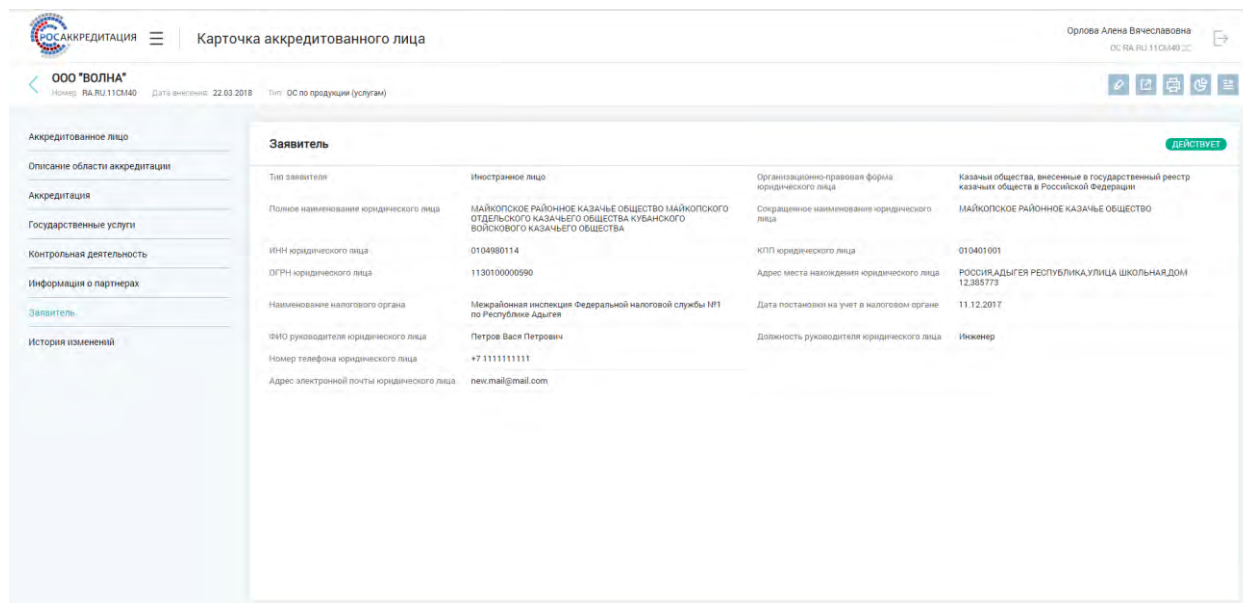 РОСАККРЕДИТАЦИЯ
Карточка аккредитованного лица
Орлова Алена Вячеславовна
ОС RA.RU.11СМ40
ООО "ВОЛНА"
Номер RA.RU.11СМ40 Дата внесения 22.03.2018 Тип ОС по продукции (услугам)
Аккредитованное лицо
Описание области аккредитации
Аккредитация
Государственные услуги
Контрольная деятельность
Информация о партнерах
Заявитель
История изменений
Заявитель
ДЕЙСТВУЕТ
Тип заявителя
Иностранное лицо
Организационно-правовая форма
юридического лица
Казачьи общества, внесенные в государственный реестр
казачьих обществ в Российской Федерации
Полное наименование юридического лица
МАЙКОПСКОЕ РАЙОННОЕ КАЗАЧЬЕ ОБЩЕСТВО МАЙКОПСКОГО
ОТДЕЛЬСКОГО КАЗАЧЬЕГО ОБЩЕСТВА КУБАНСКОГО
ВОЙСКОВОГО КАЗАЧЬЕГО ОБЩЕСТВА
Сокращенное наименование юридического
лица
МАЙКОПСКОЕ РАЙОННОЕ КАЗАЧЬЕ ОБЩЕСТВО
ИНН юридического лица
0104980114
КПП юридического лица
010401001
ОГРН юридического лица
1130100000590
Адрес места нахождения юридического лица
РОССИЯ,АДЫГЕЯ РЕСПУБЛИКА,УЛИЦА ШКОЛЬНАЯ,ДОМ
12,385773
Наименование налогового органа
Межрайонная инспекция Федеральной налоговой службы №1
по Республике Адыгея
Дата постановки на учет в налоговом органе
11.12.2017
ФИО руководителя юридического лица
Петров Вася Петрович
Должность руководителя юридического лица
Инженер
Номер телефона юридического лица
+7 1111111111
Адрес электронной почты юридического лица
new.mail@mail.com